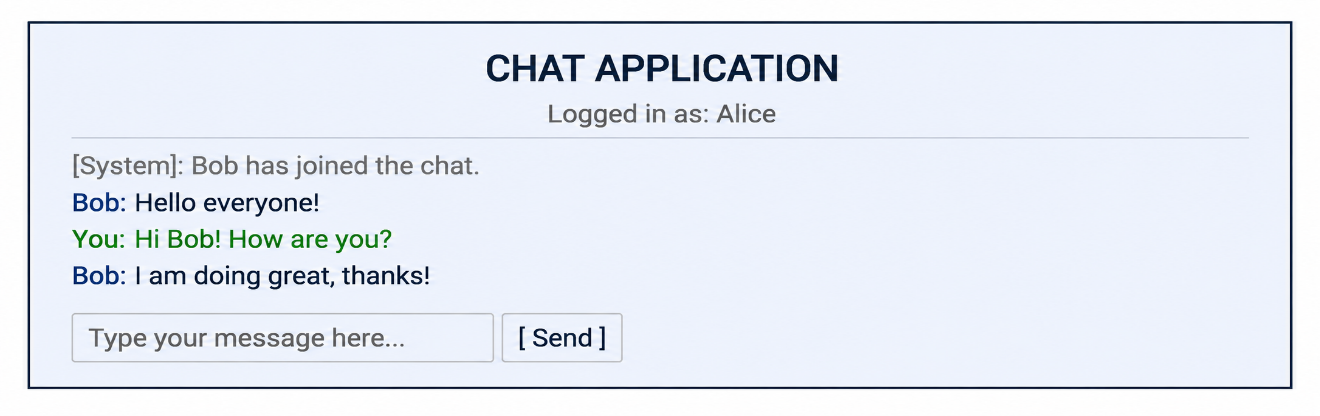 CHAT APPLICATION
Logged in as: Alice
[System]: Bob has joined the chat.
Bob: Hello everyone!
You: Hi Bob! How are you?
Bob: I am doing great, thanks!
Type your message here... [ Send ]